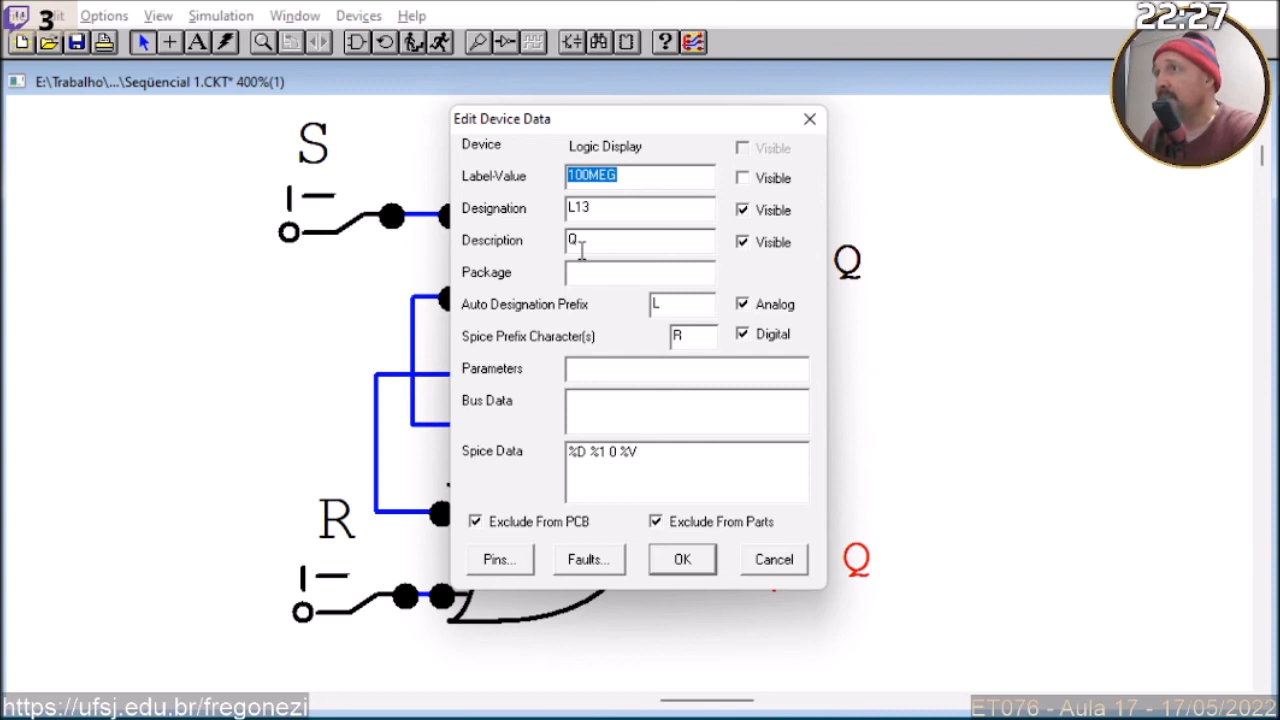 3
22:27
Edit Options View Simulation Window Devices Help
E:\Trabalho\...\Seqüencial 1.CKT* 400%(1)
Edit Device Data
Device Logic Display Visible
Label-Value 100MEG Visible
Designation L13 Visible
Description Q Visible
Package
Auto Designation Prefix L Analog
Spice Prefix Character(s) R Digital
Parameters
Bus Data
Spice Data %D %1 0 %V
Exclude From PCB Exclude From Parts
Pins... Faults... OK Cancel
S
Q
R
Q
https://ufsj.edu.br/fregonezi
ET076 - Aula 17 - 17/05/2022